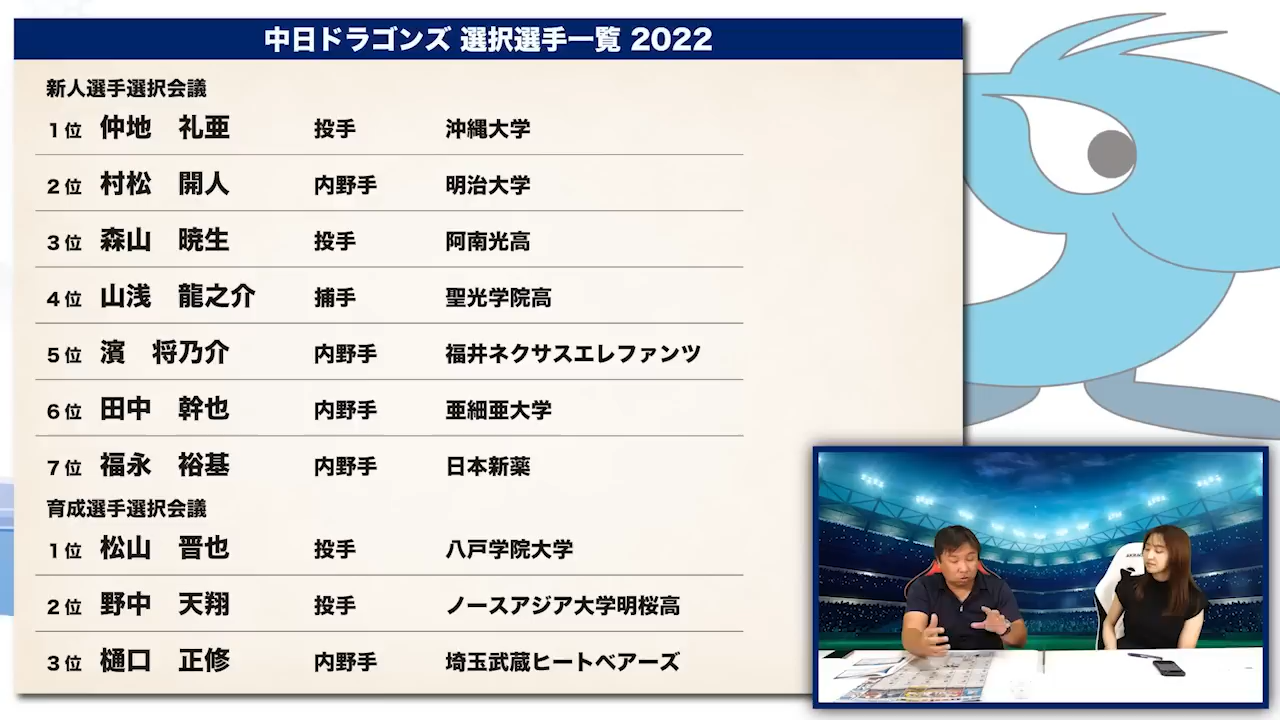 中日ドラゴンズ 選択選手一覧 2022
新人選手選択会議
1位 仲地 礼亜 投手 沖縄大学
2位 村松 開人 内野手 明治大学
3位 森山 暁生 投手 阿南光高
4位 山浅 龍之介 捕手 聖光学院高
5位 濱 将乃介 内野手 福井ネクサスエレファンツ
6位 田中 幹也 内野手 亜細亜大学
7位 福永 裕基 内野手 日本新薬
育成選手選択会議
1位 松山 晋也 投手 八戸学院大学
2位 野中 天翔 投手 ノースアジア大学明桜高
3位 樋口 正修 内野手 埼玉武蔵ヒートベアーズ